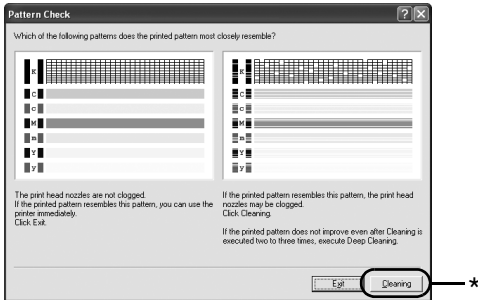 Pattern Check
Which of the following patterns does the printed pattern most closely resemble?
K
C
c
M
m
Y
y
K
C
c
M
m
Y
y
The print head nozzles are not clogged.
If the printed pattern resembles this pattern, you can use the
printer immediately.
Click Exit.
If the printed pattern resembles this pattern, the print head
nozzles may be clogged.
Click Cleaning.
If the printed pattern does not improve even after Cleaning is
executed two to three times, execute Deep Cleaning.
Exit
Cleaning
*